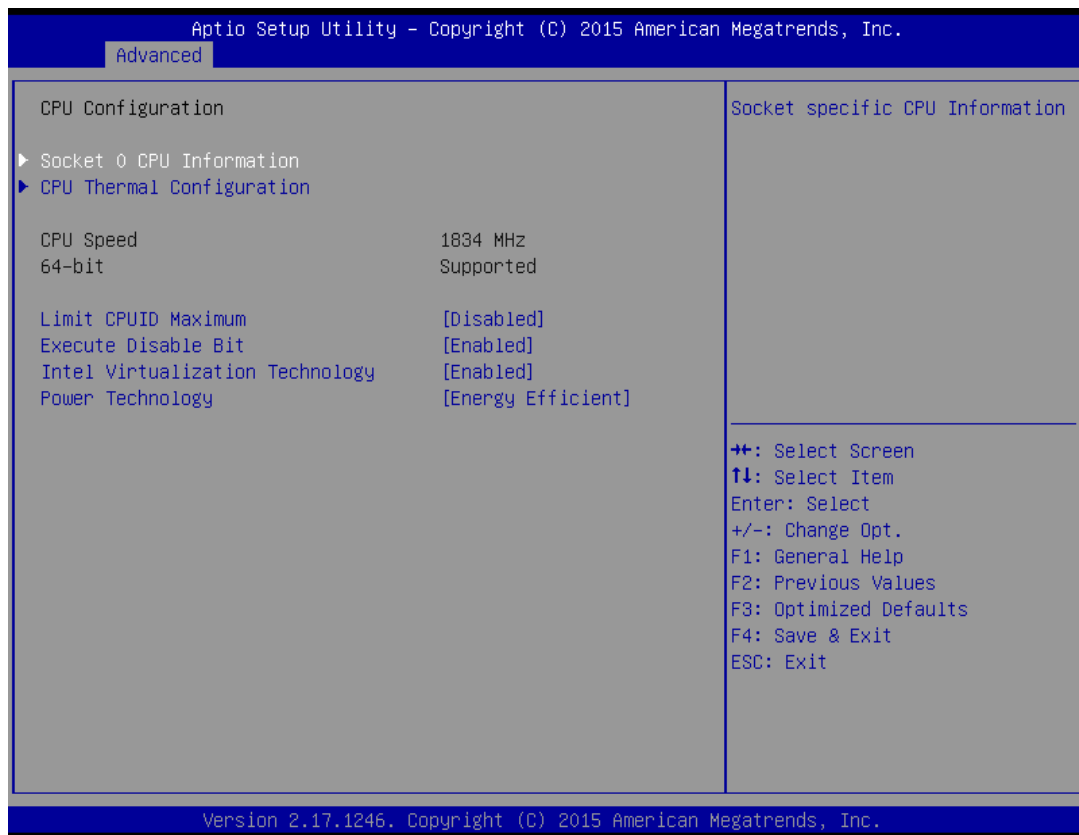 Aptio Setup Utility – Copyright (C) 2015 American Megatrends, Inc.
Advanced
CPU Configuration
Socket 0 CPU Information
CPU Thermal Configuration
CPU Speed 1834 MHz
64-bit Supported
Limit CPUID Maximum [Disabled]
Execute Disable Bit [Enabled]
Intel Virtualization Technology [Enabled]
Power Technology [Energy Efficient]
Socket specific CPU Information
→←: Select Screen
↑↓: Select Item
Enter: Select
+/-: Change Opt.
F1: General Help
F2: Previous Values
F3: Optimized Defaults
F4: Save & Exit
ESC: Exit
Version 2.17.1246. Copyright (C) 2015 American Megatrends, Inc.